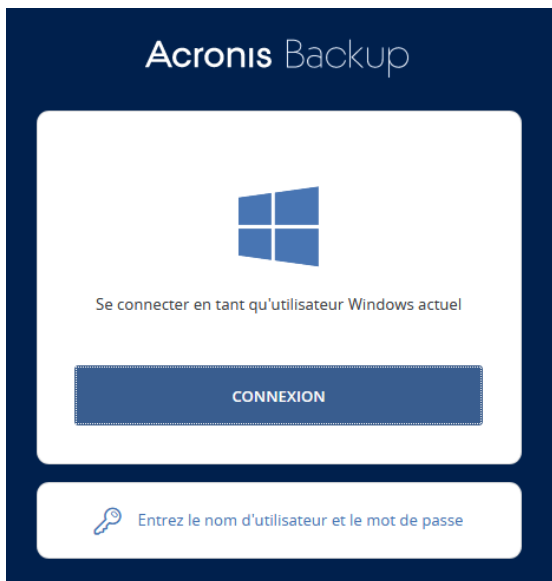 Acronis Backup
Se connecter en tant qu'utilisateur Windows actuel
CONNEXION
Entrez le nom d'utilisateur et le mot de passe